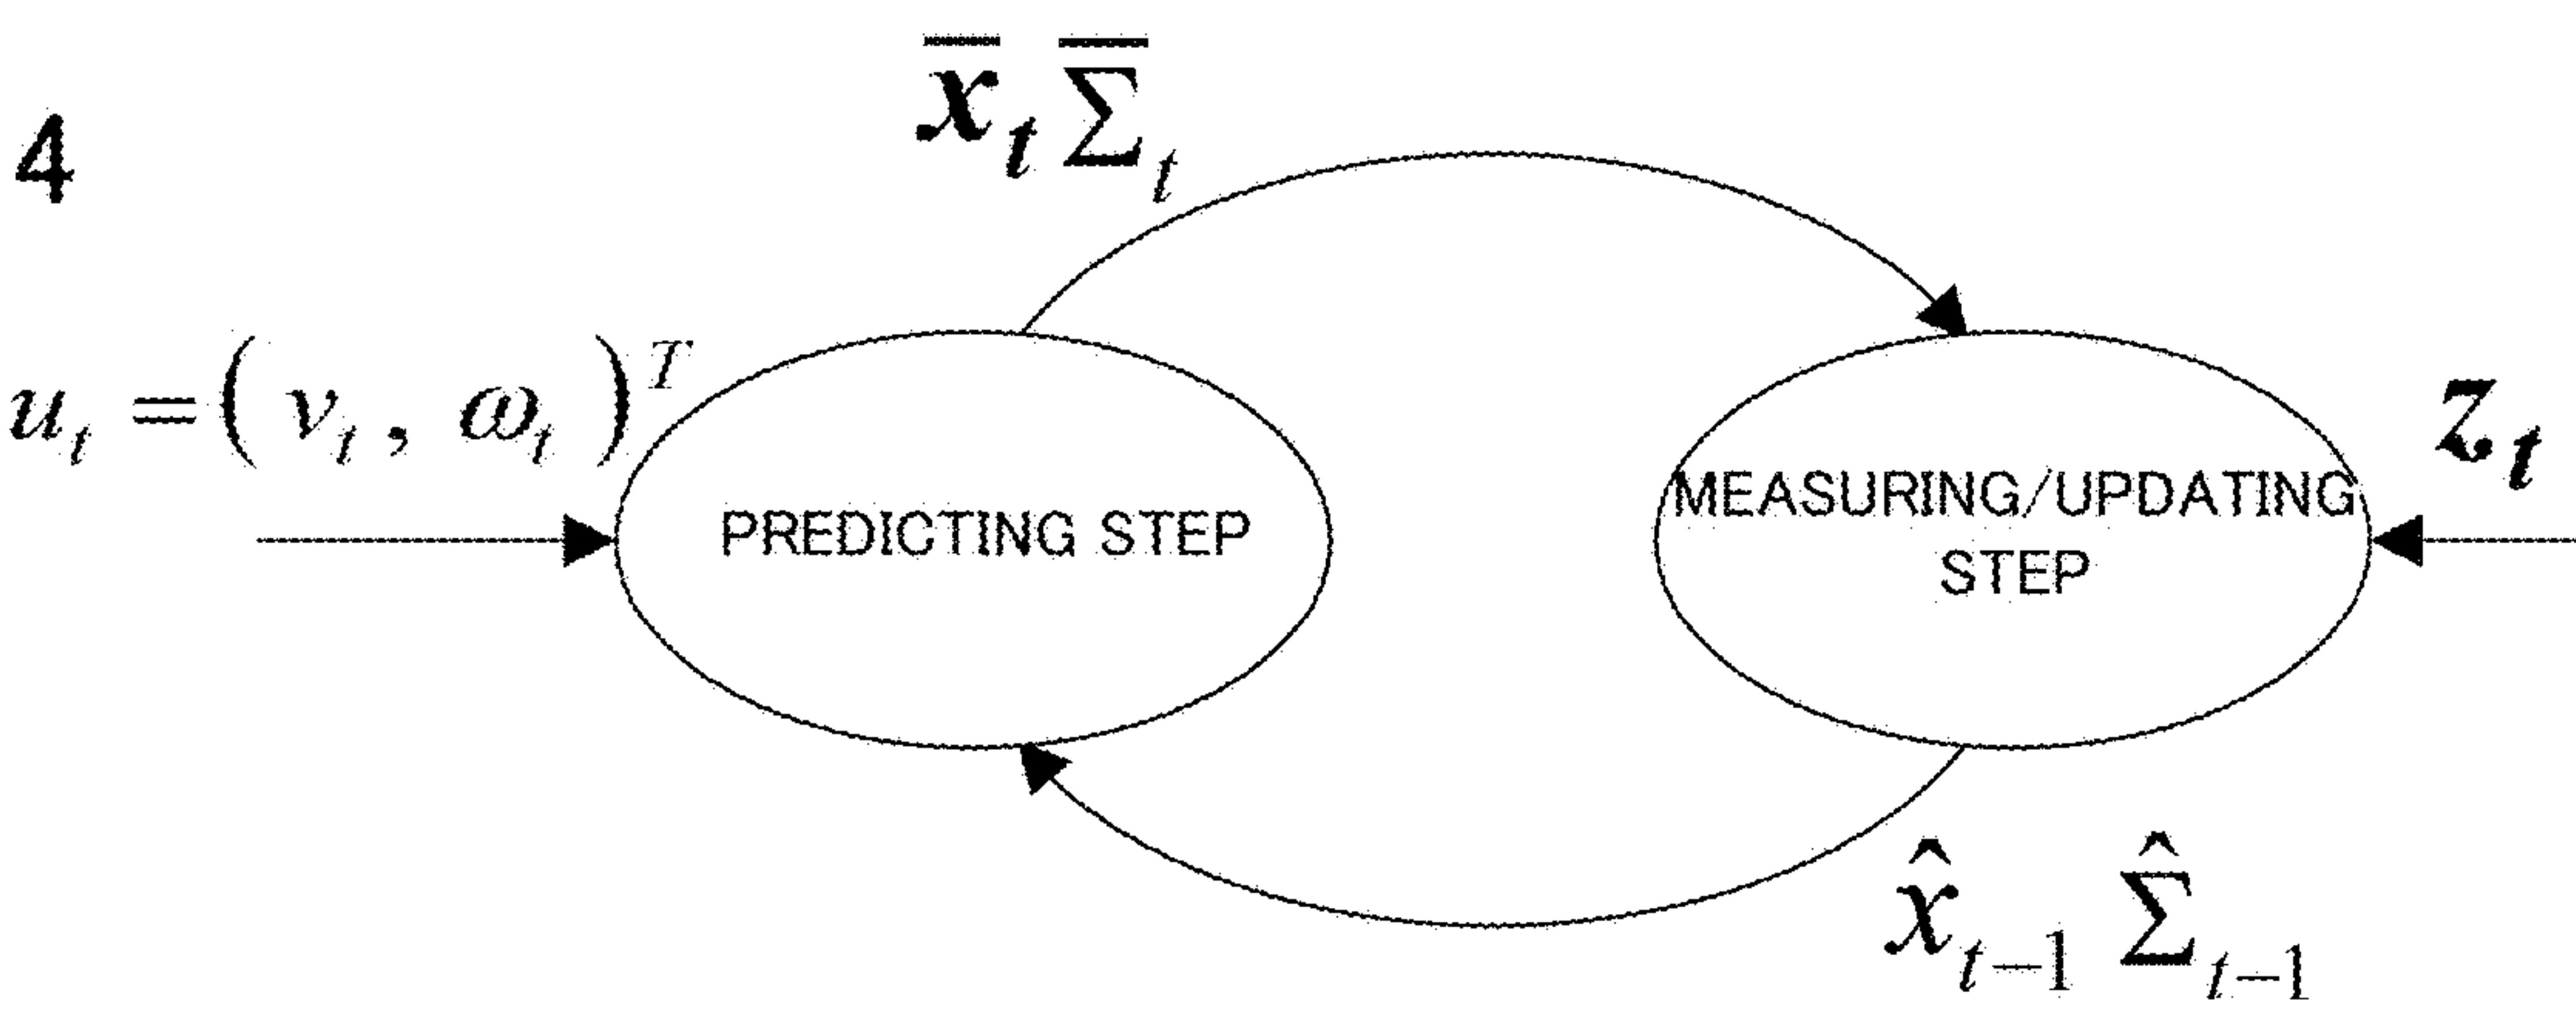 4
x̄_t Σ̄_t
u_t = ( v_t , ω_t )^T
PREDICTING STEP
MEASURING/UPDATING
STEP
z_t
x̂_{t-1} Σ̂_{t-1}